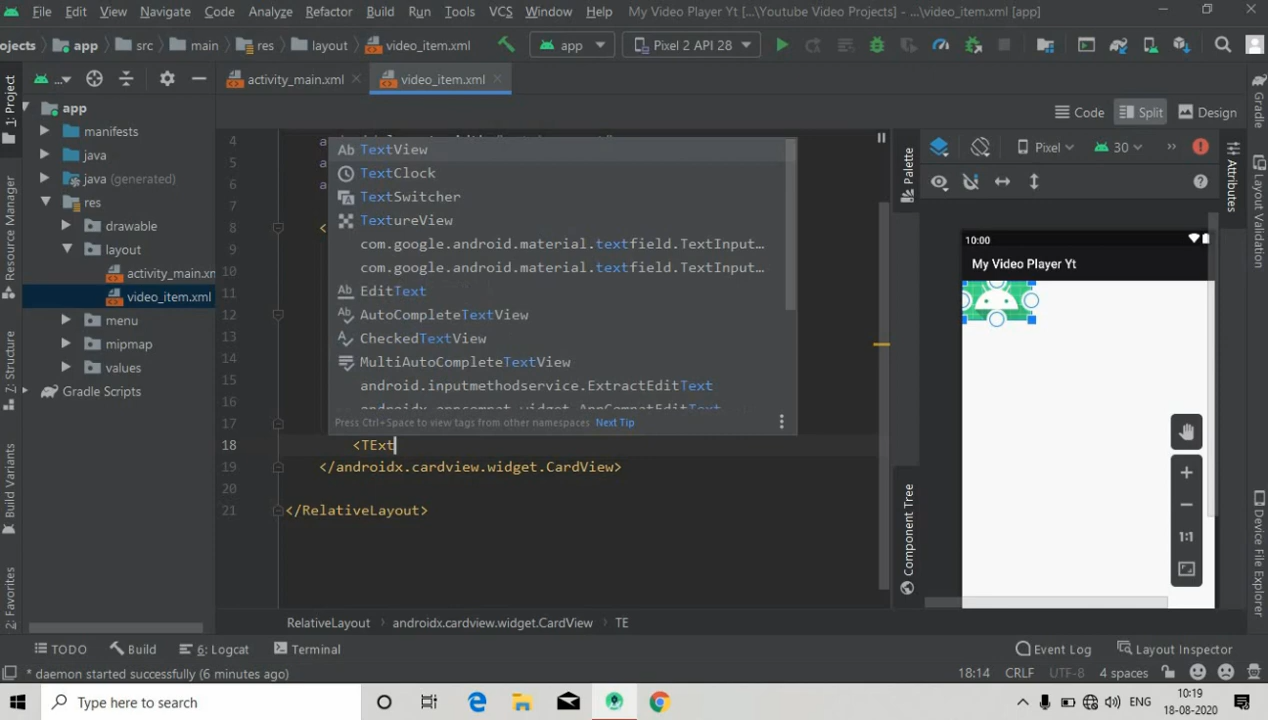 File Edit View Navigate Code Analyze Refactor Build Run Tools VCS Window Help My Video Player Yt [...\Youtube Video Projects] - ...\video_item.xml [app]
ojects app src main res layout video_item.xml app Pixel 2 API 28
1: Project
Resource Manager
Z: Structure
Build Variants
2: Favorites
app
manifests
java
java (generated)
res
drawable
layout
activity_main.xm
video_item.xml
menu
mipmap
values
Gradle Scripts
activity_main.xml video_item.xml
Code Split Design
4
5 a
6 a
7
8 <
9
10
11
12
13
14
15
16
17
18 <TExt
19 </androidx.cardview.widget.CardView>
20
21 </RelativeLayout>
Ab TextView
TextClock
TextSwitcher
TextureView
com.google.android.material.textfield.TextInput…
com.google.android.material.textfield.TextInput…
Ab EditText
AutoCompleteTextView
CheckedTextView
MultiAutoCompleteTextView
android.inputmethodservice.ExtractEditText
androidx.appcompat.widget.AppCompatEditText
Press Ctrl+Space to view tags from other namespaces Next Tip
RelativeLayout androidx.cardview.widget.CardView TE
Palette
Component Tree
Pixel 30
10:00
My Video Player Yt
1:1
Attributes
Gradle
Layout Validation
Device File Explorer
TODO Build 6: Logcat Terminal Event Log Layout Inspector
* daemon started successfully (6 minutes ago) 18:14 CRLF UTF-8 4 spaces
Type here to search ENG 10:19
18-08-2020